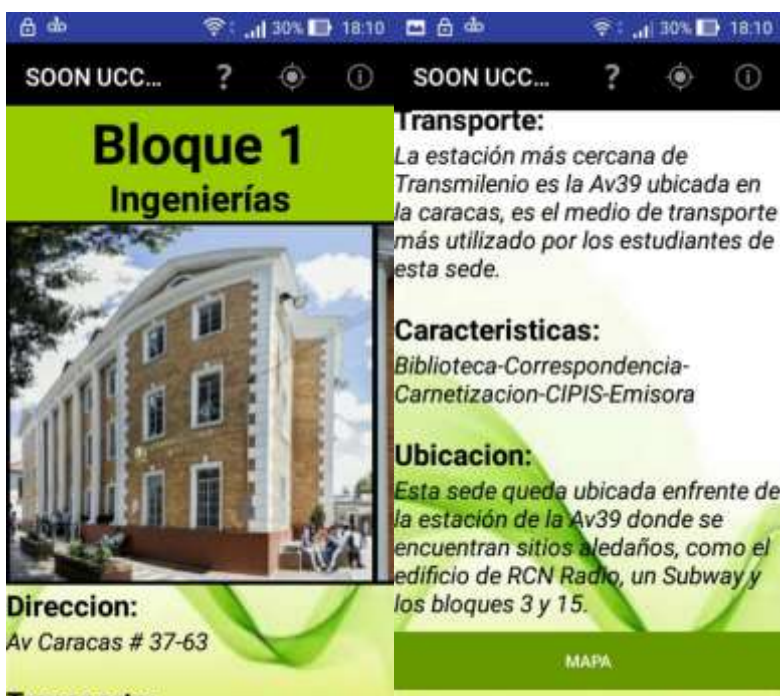 30% 18:10
SOON UCC...
Bloque 1
Ingenierías
Direccion:
Av Caracas # 37-63
30% 18:10
SOON UCC...
Transporte:
La estación más cercana de
Transmilenio es la Av39 ubicada en
la caracas, es el medio de transporte
más utilizado por los estudiantes de
esta sede.
Caracteristicas:
Biblioteca-Correspondencia-
Carnetizacion-CIPIS-Emisora
Ubicacion:
Esta sede queda ubicada enfrente de
la estación de la Av39 donde se
encuentran sitios aledaños, como el
edificio de RCN Radio, un Subway y
los bloques 3 y 15.
MAPA